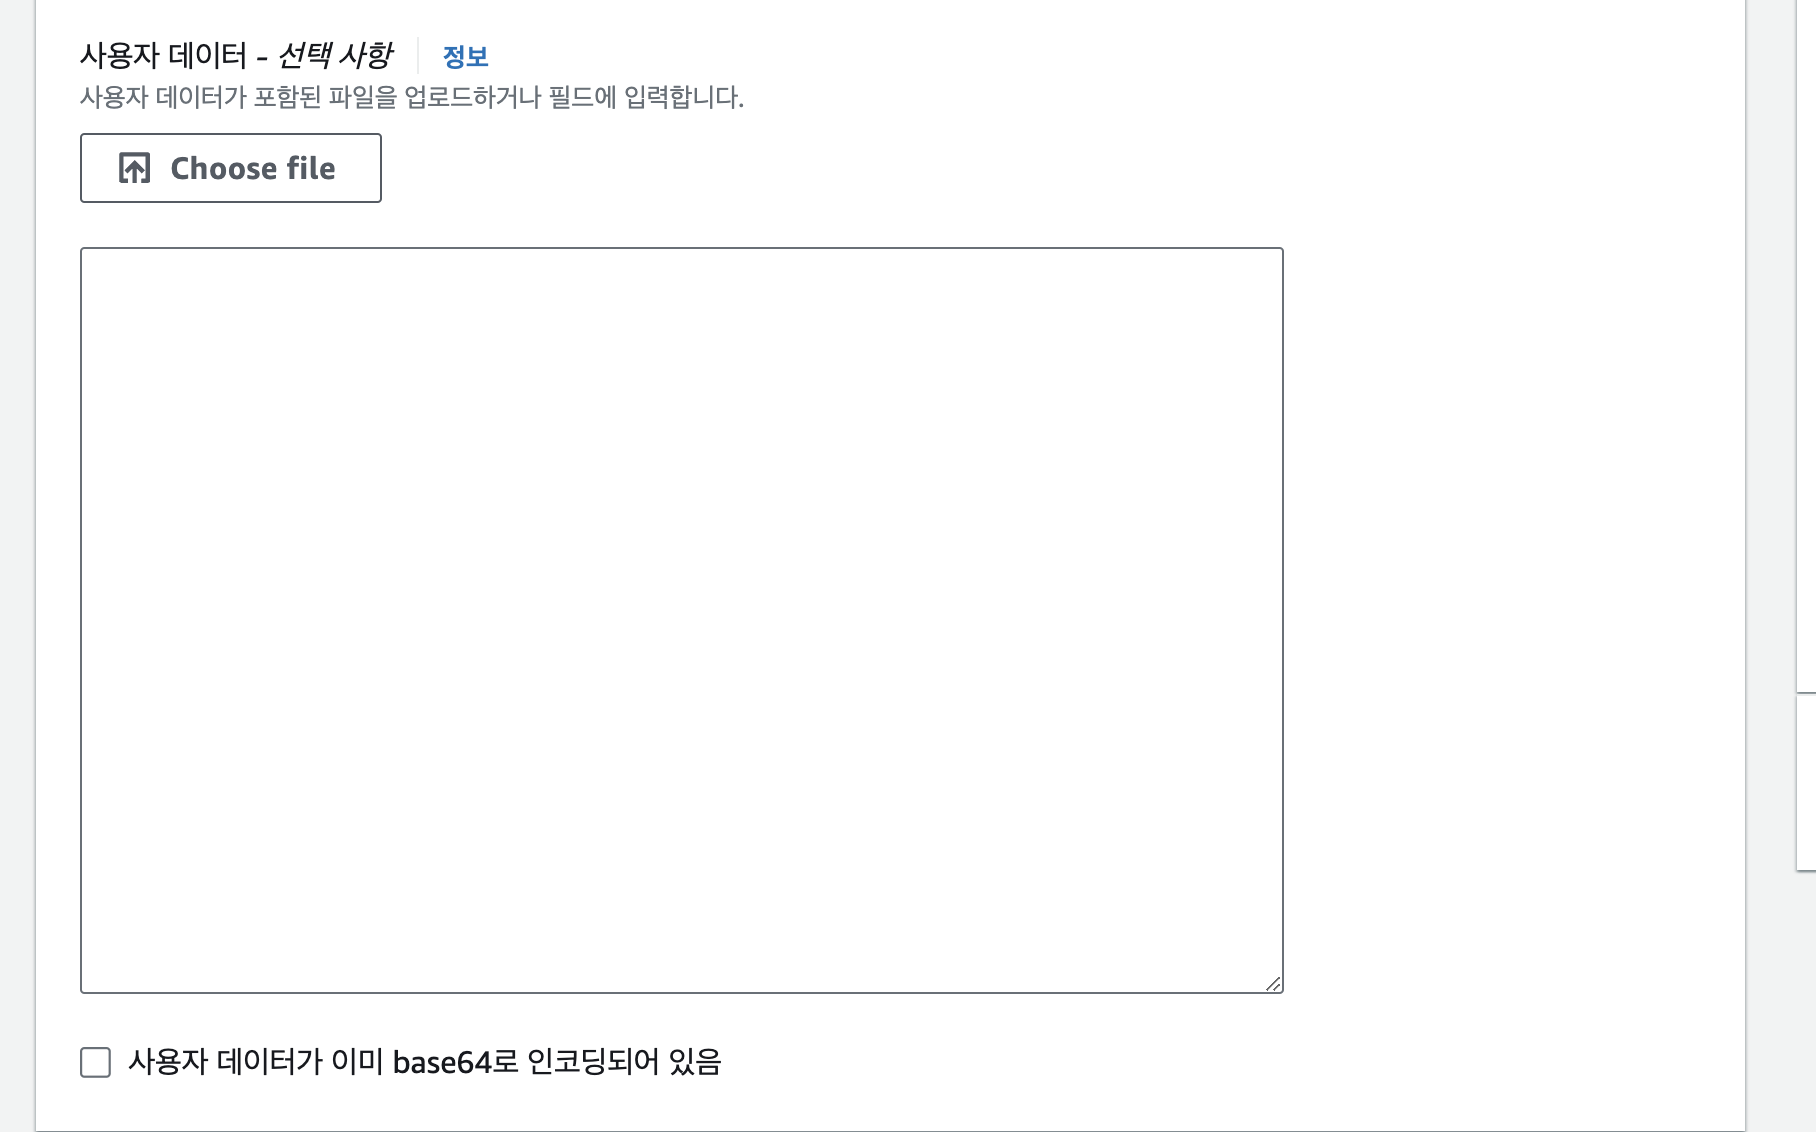 사용자 데이터 - 선택 사항 정보
사용자 데이터가 포함된 파일을 업로드하거나 필드에 입력합니다.
Choose file
사용자 데이터가 이미 base64로 인코딩되어 있음